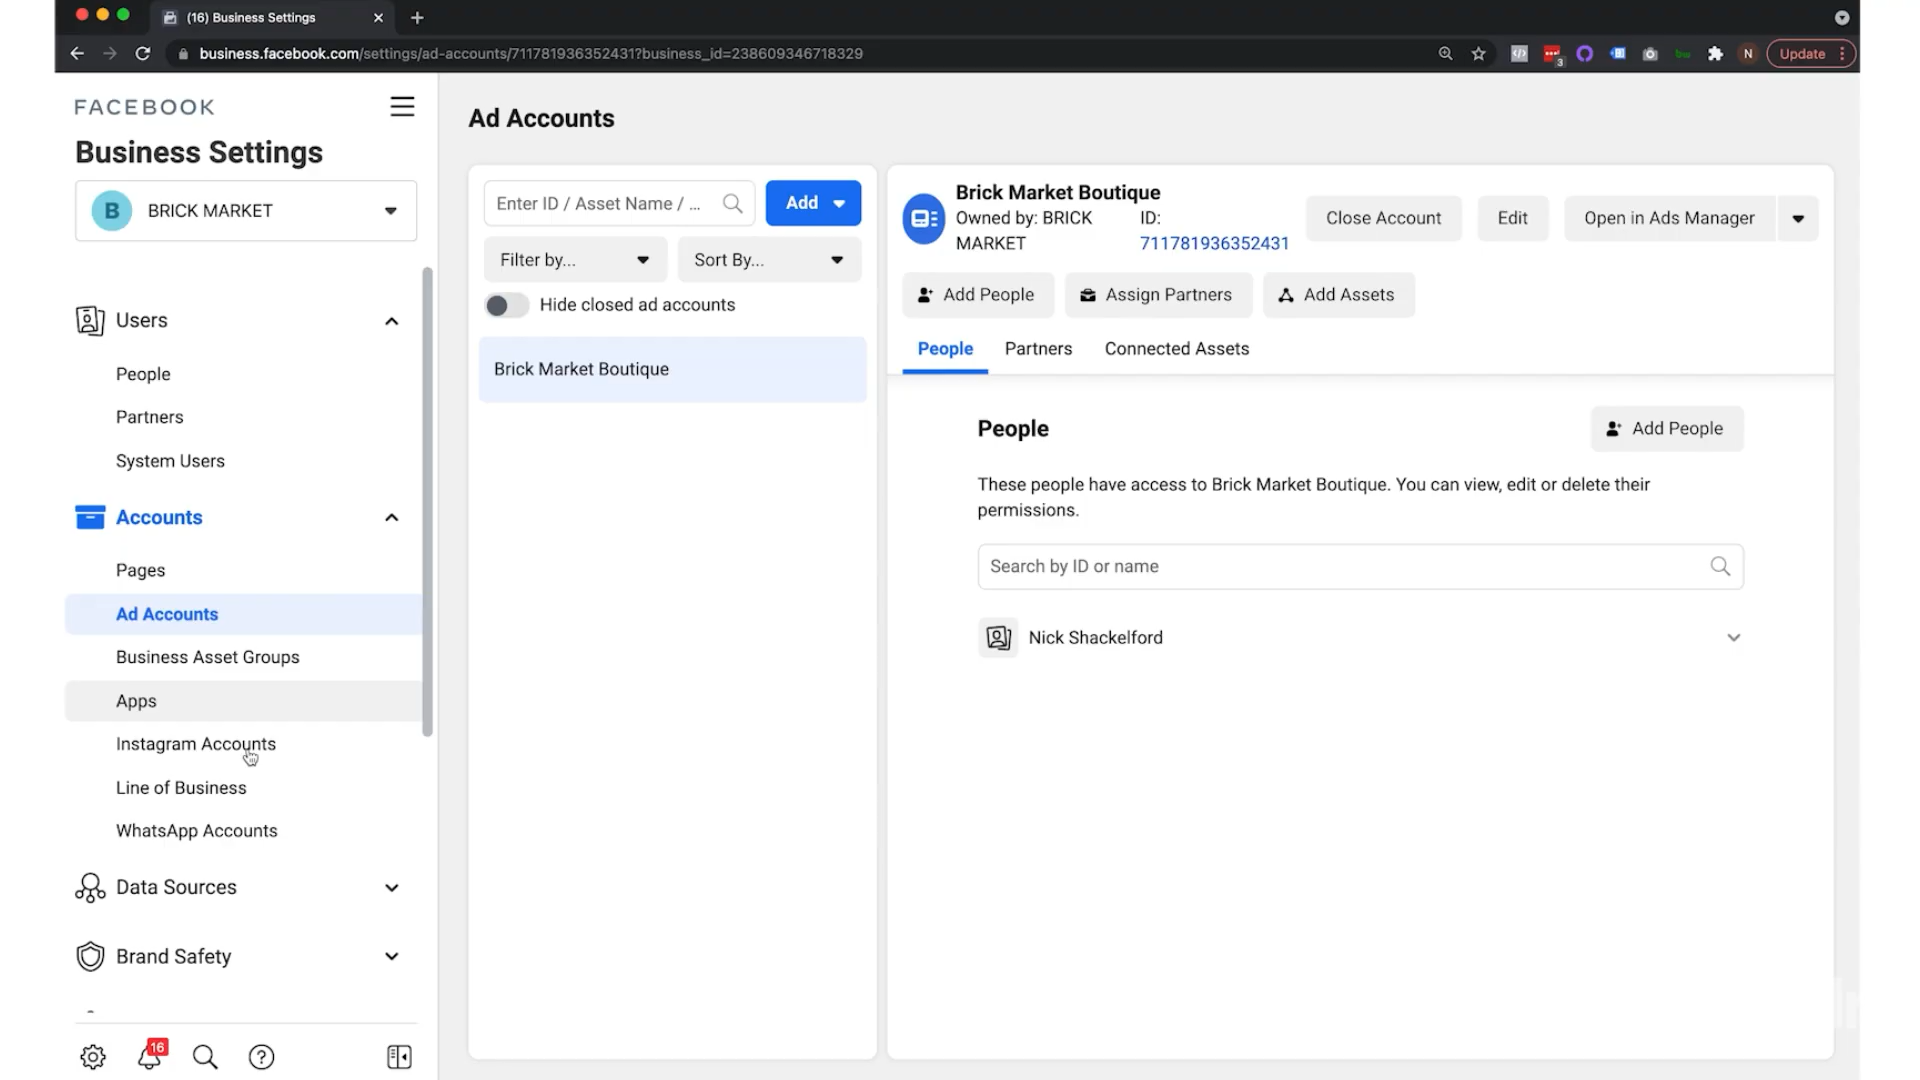 (16) Business Settings
business.facebook.com/settings/ad-accounts/711781936352431?business_id=238609346718329
3
N
Update
FACEBOOK
Business Settings
B
BRICK MARKET
Users
People
Partners
System Users
Accounts
Pages
Ad Accounts
Business Asset Groups
Apps
Instagram Accounts
Line of Business
WhatsApp Accounts
Data Sources
Brand Safety
16
Ad Accounts
Enter ID / Asset Name / ...
Add
Filter by...
Sort By...
Hide closed ad accounts
Brick Market Boutique
Brick Market Boutique
Owned by: BRICK MARKET
ID: 711781936352431
Close Account
Edit
Open in Ads Manager
Add People
Assign Partners
Add Assets
People
Partners
Connected Assets
People
Add People
These people have access to Brick Market Boutique. You can view, edit or delete their
permissions.
Search by ID or name
Nick Shackelford